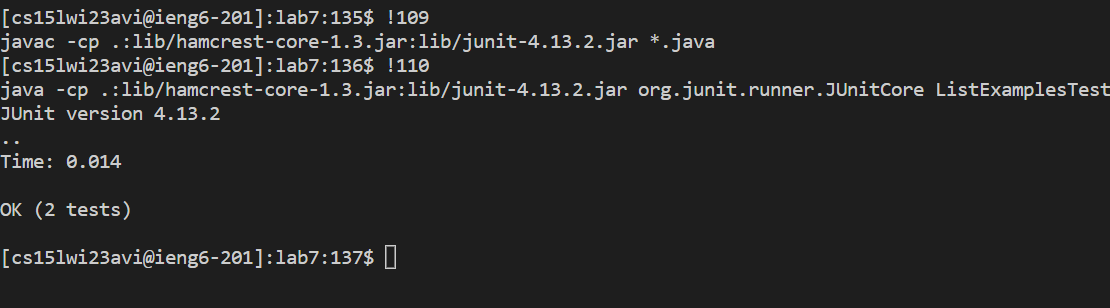 [cs15lwi23avi@ieng6-201]:lab7:135$ !109
javac -cp .:lib/hamcrest-core-1.3.jar:lib/junit-4.13.2.jar *.java
[cs15lwi23avi@ieng6-201]:lab7:136$ !110
java -cp .:lib/hamcrest-core-1.3.jar:lib/junit-4.13.2.jar org.junit.runner.JUnitCore ListExamplesTest
JUnit version 4.13.2
..
Time: 0.014
OK (2 tests)
[cs15lwi23avi@ieng6-201]:lab7:137$